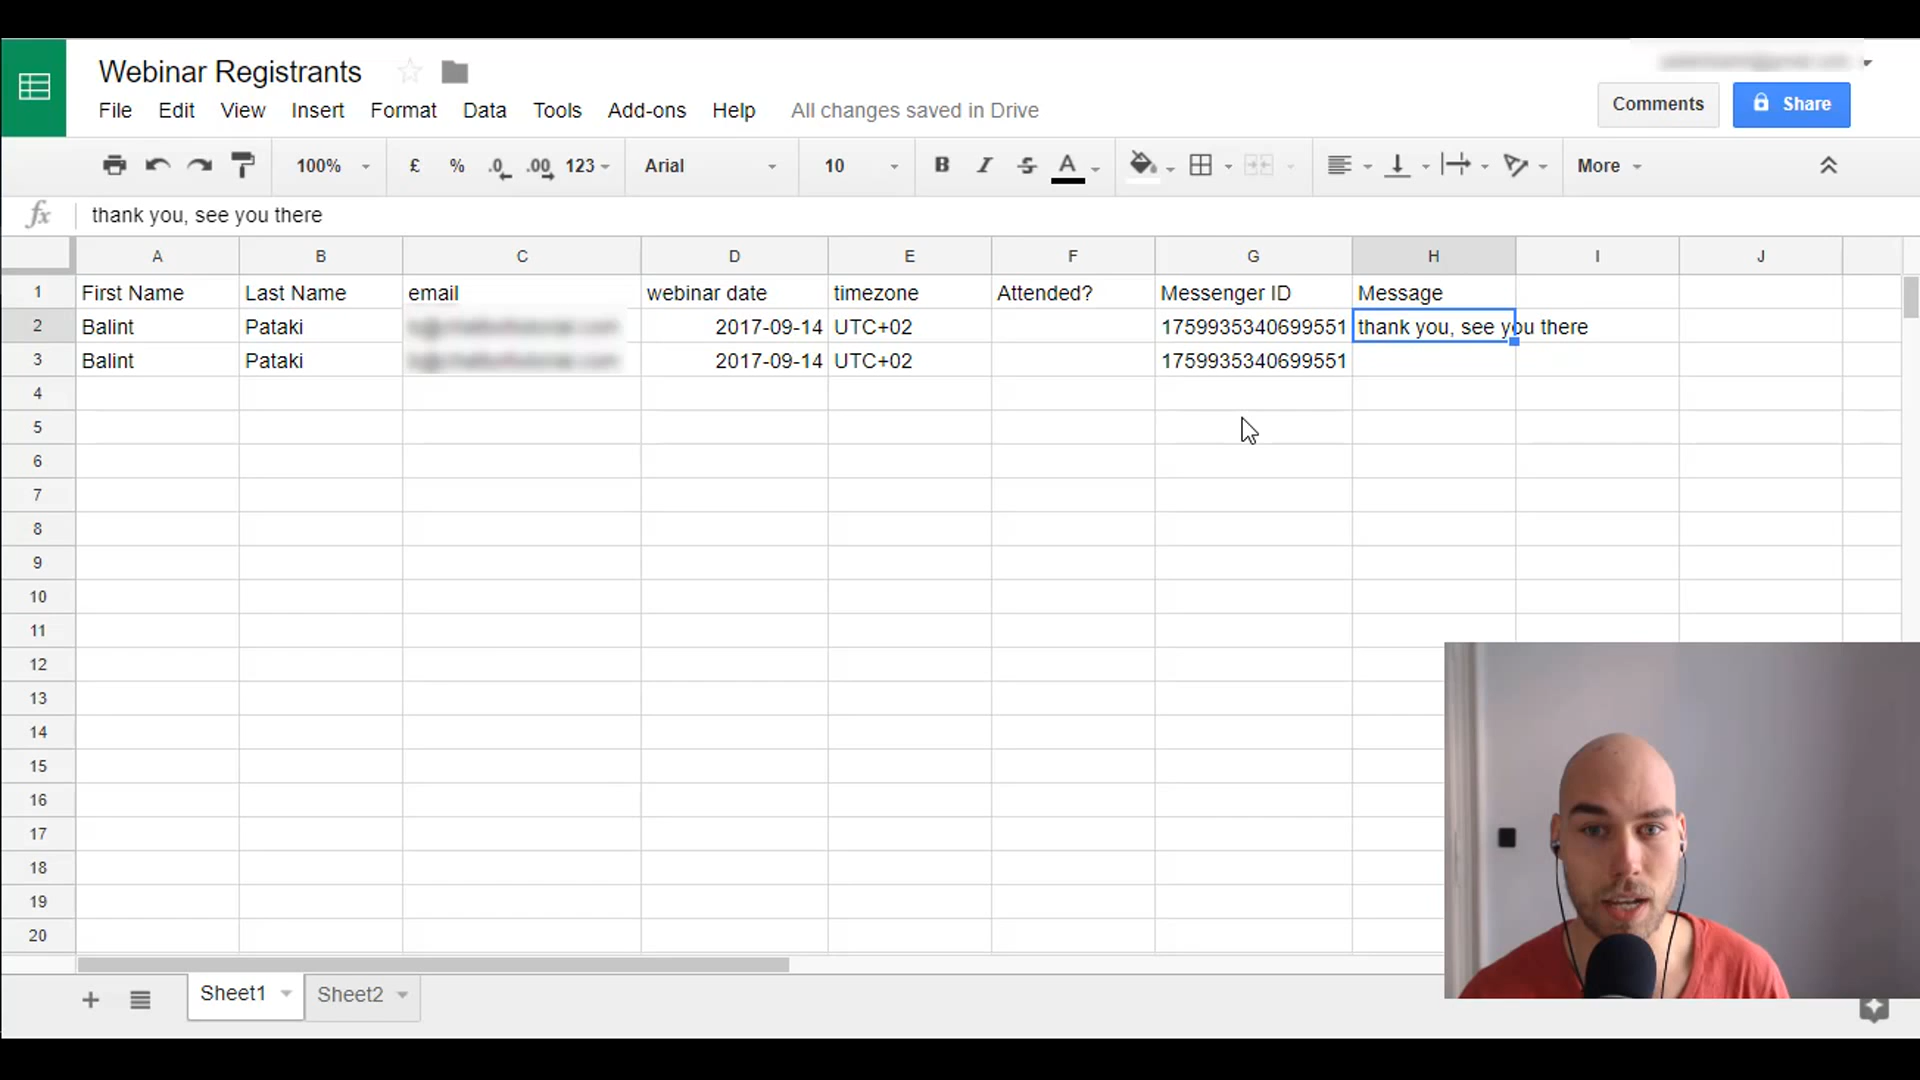 Webinar Registrants
File Edit View Insert Format Data Tools Add-ons Help All changes saved in Drive
Comments Share
100% £ % .0 .00 123 Arial 10 B I S A More
fx thank you, see you there
A B C D E F G H I J
1 First Name Last Name email webinar date timezone Attended? Messenger ID Message
2 Balint Pataki 2017-09-14 UTC+02 1759935340699551 thank you, see you there
3 Balint Pataki 2017-09-14 UTC+02 1759935340699551
4
5
6
7
8
9
10
11
12
13
14
15
16
17
18
19
20
+ Sheet1 Sheet2